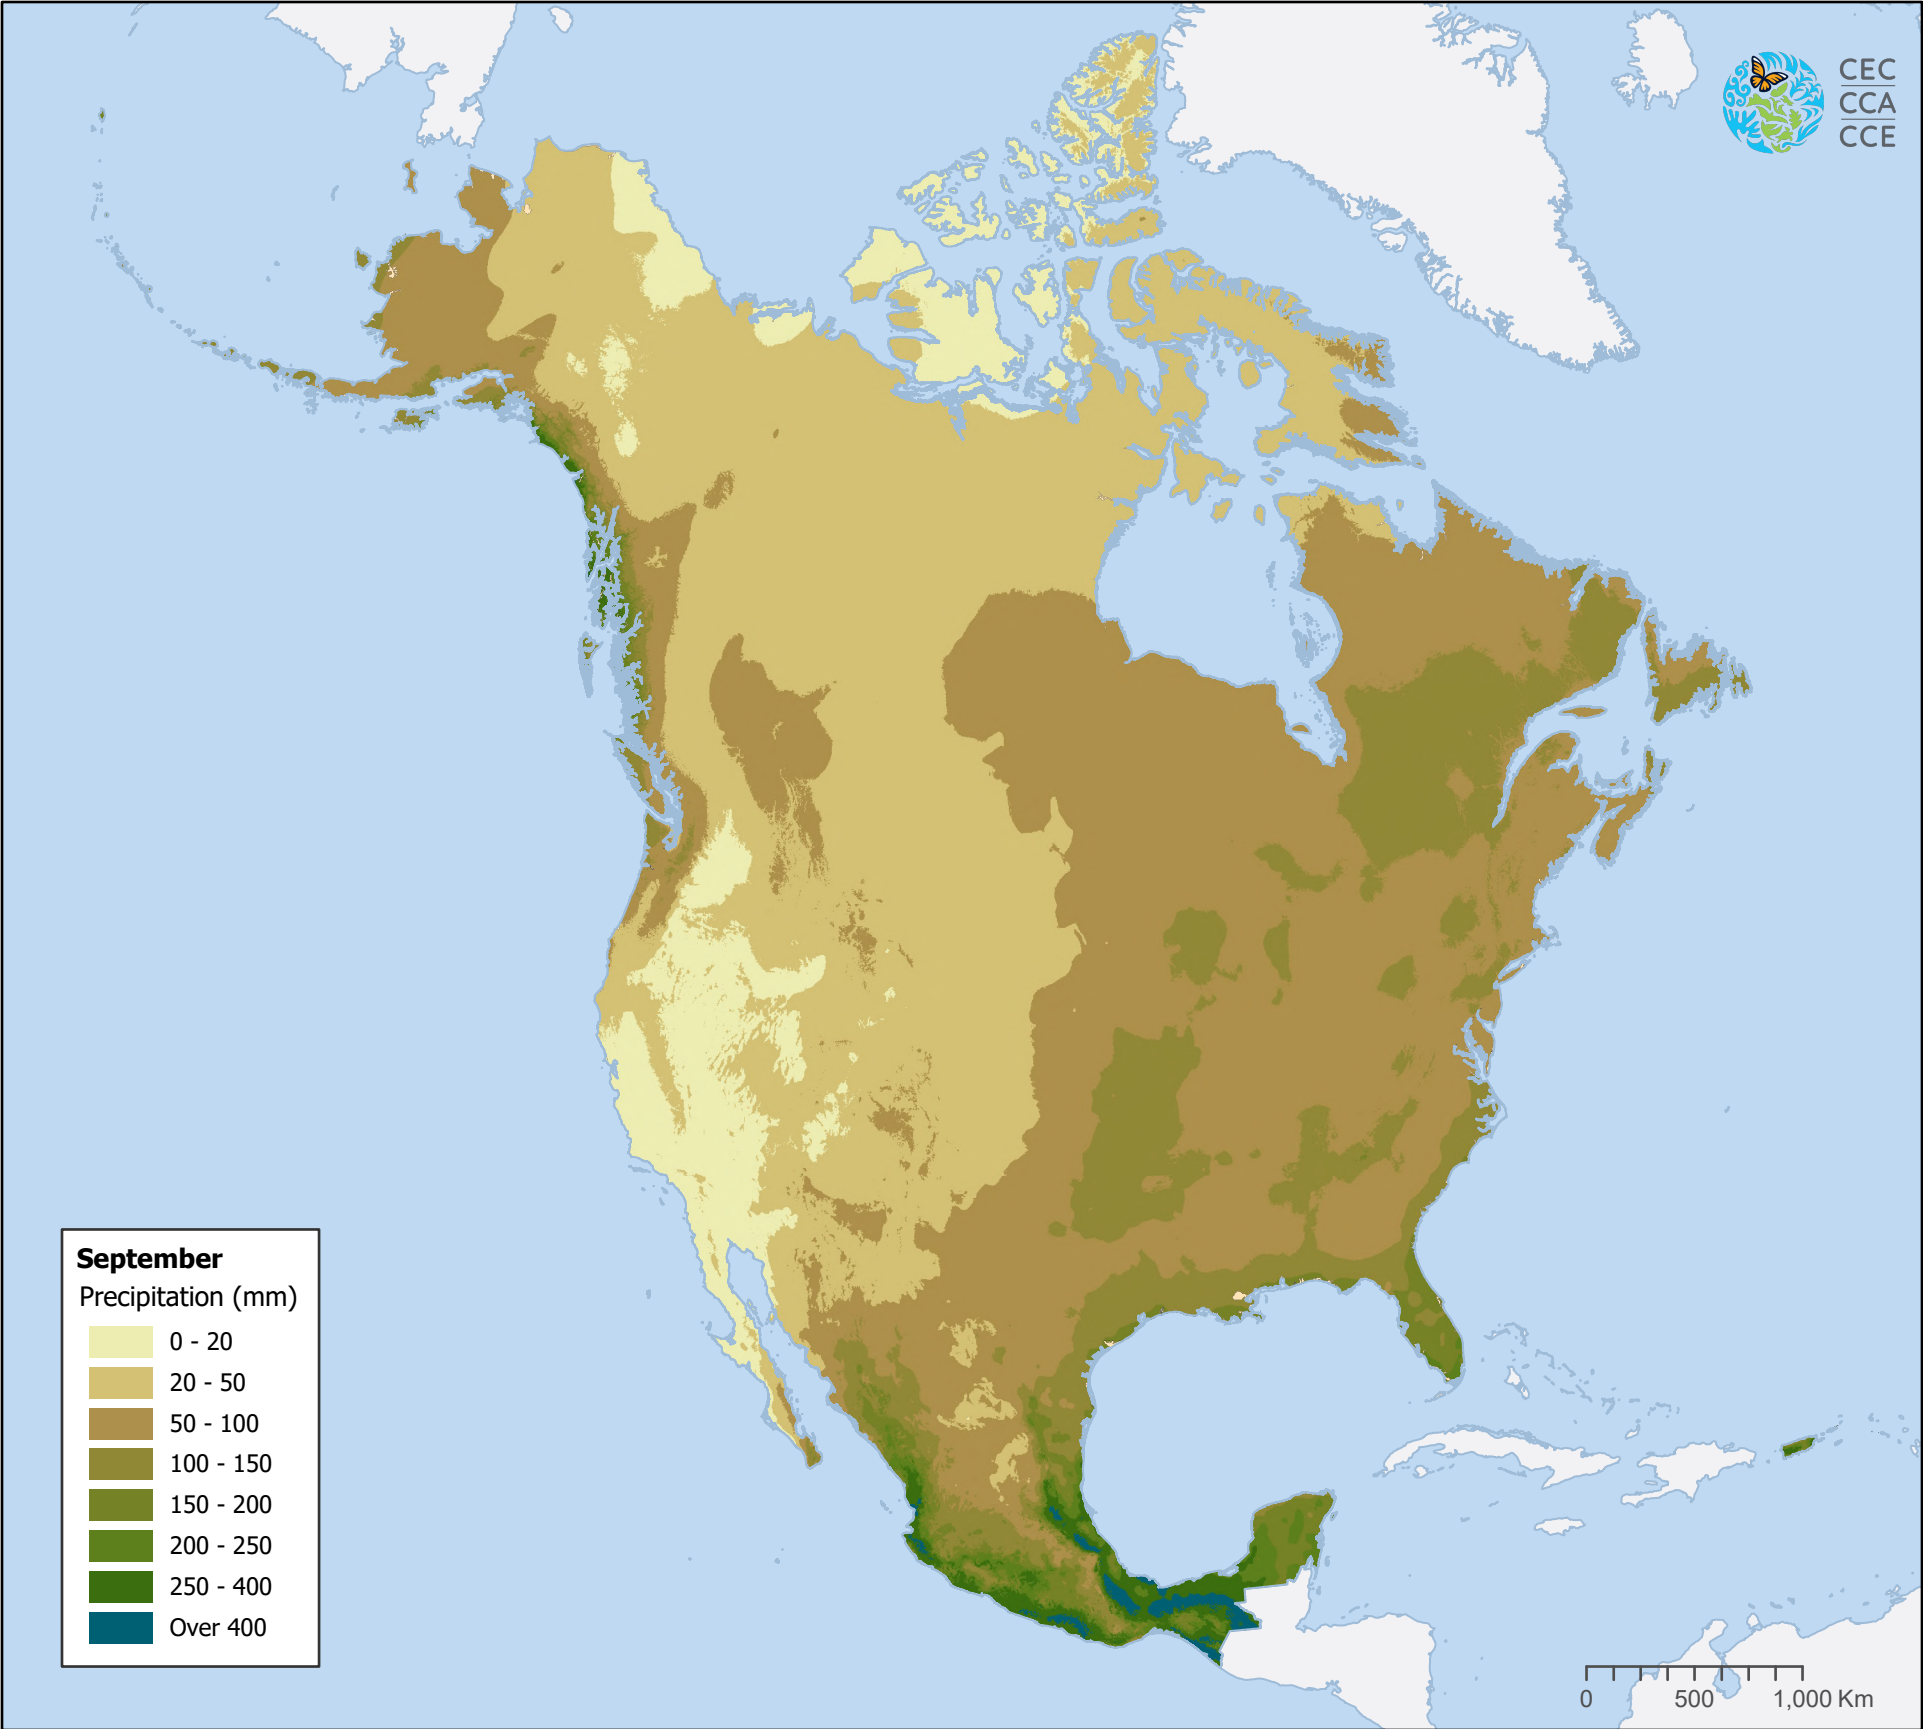 CEC
CCA
CCE
September
Precipitation (mm)
0 - 20
20 - 50
50 - 100
100 - 150
150 - 200
200 - 250
250 - 400
Over 400
0 500 1,000 Km